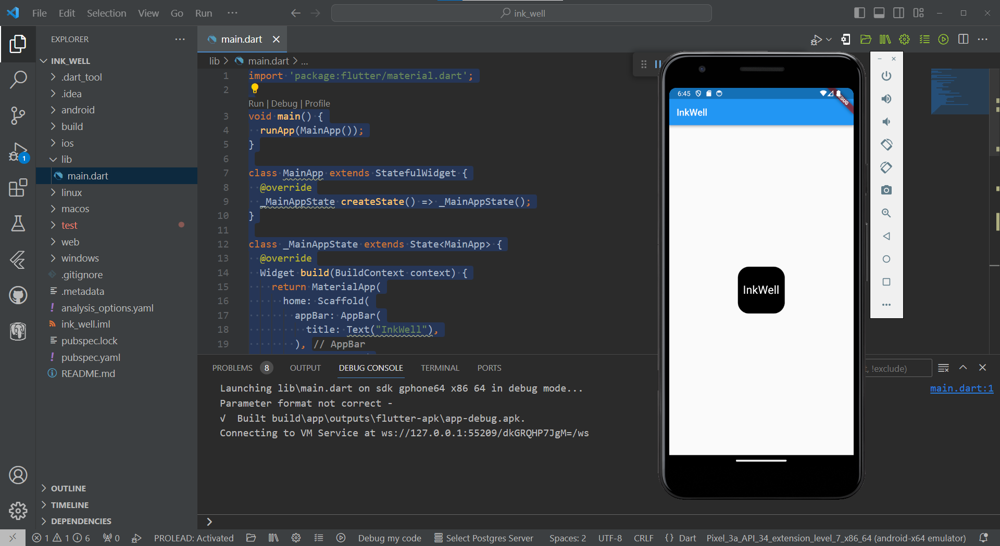 File Edit Selection View Go Run ···
ink_well
EXPLORER
INK_WELL
.dart_tool
.idea
android
build
ios
lib
main.dart
linux
macos
test
web
windows
.gitignore
.metadata
analysis_options.yaml
ink_well.iml
pubspec.lock
pubspec.yaml
README.md
OUTLINE
TIMELINE
DEPENDENCIES
1
main.dart
lib > main.dart > ...
1 import 'package:flutter/material.dart';
2
Run | Debug | Profile
3 void main() {
4 runApp(MainApp());
5 }
6
7 class MainApp extends StatefulWidget {
8 @override
9 _MainAppState createState() => _MainAppState();
10 }
11
12 class _MainAppState extends State<MainApp> {
13 @override
14 Widget build(BuildContext context) {
15 return MaterialApp(
16 home: Scaffold(
17 appBar: AppBar(
18 title: Text("InkWell"),
19 ), // AppBar
PROBLEMS 8 OUTPUT DEBUG CONSOLE TERMINAL PORTS
t, !exclude)
Launching lib\main.dart on sdk gphone64 x86 64 in debug mode...
main.dart:1
Parameter format not correct -
√ Built build\app\outputs\flutter-apk\app-debug.apk.
Connecting to VM Service at ws://127.0.0.1:55209/dkGRQHP7JgM=/ws
6:45
InkWell
InkWell
1 1 6 0 PROLEAD: Activated Debug my code Select Postgres Server Spaces: 2 UTF-8 CRLF {} Dart Pixel_3a_API_34_extension_level_7_x86_64 (android-x64 emulator)